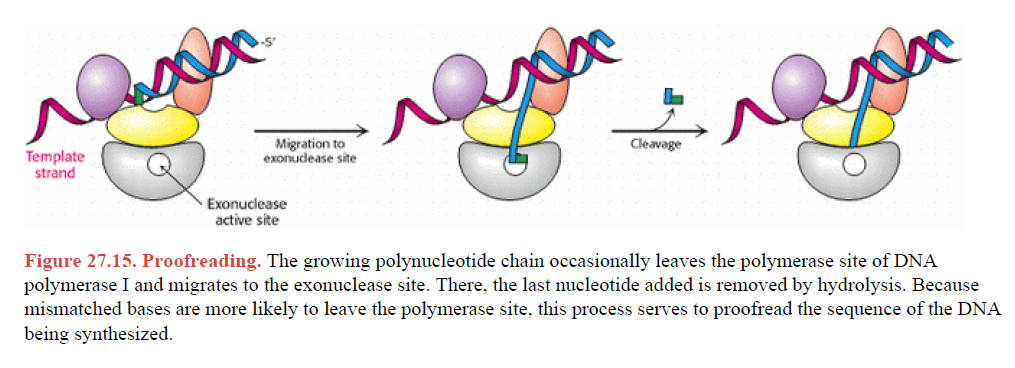 -5'
Template
strand
Migration to
exonuclease site
Cleavage
Exonuclease
active site
Figure 27.15. Proofreading. The growing polynucleotide chain occasionally leaves the polymerase site of DNA
polymerase I and migrates to the exonuclease site. There, the last nucleotide added is removed by hydrolysis. Because
mismatched bases are more likely to leave the polymerase site, this process serves to proofread the sequence of the DNA
being synthesized.